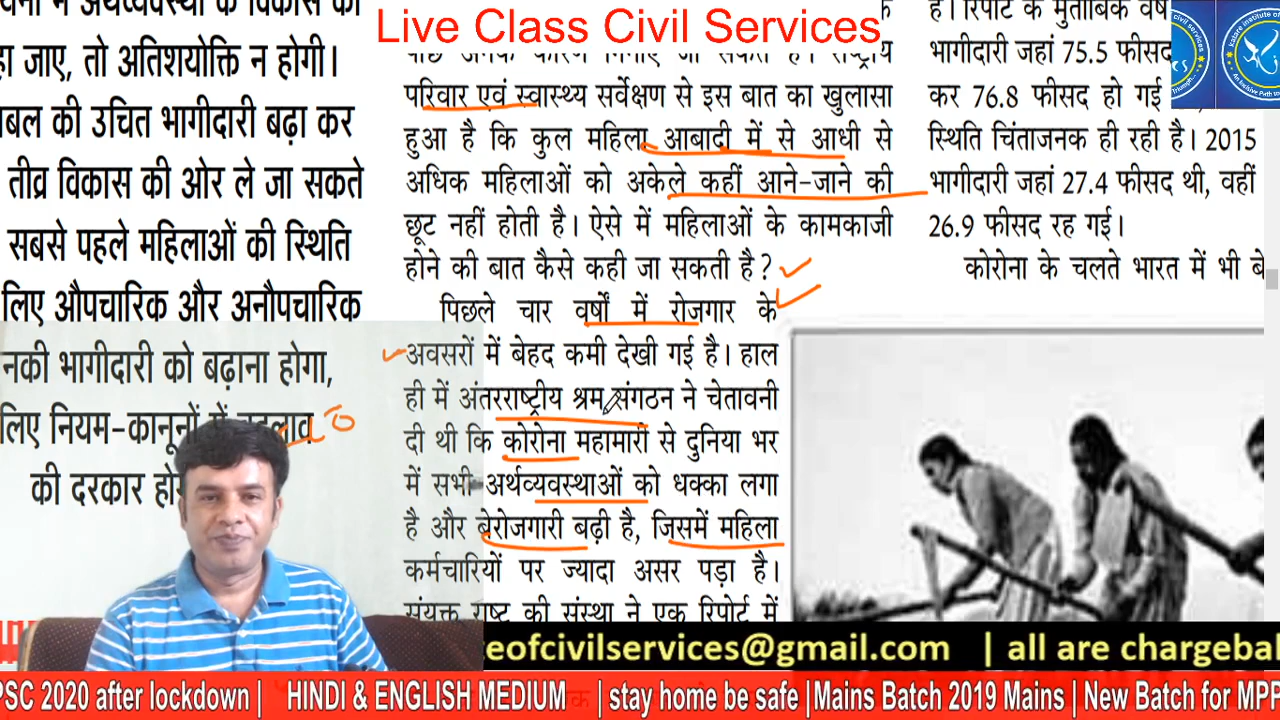 Live Class Civil Services
हा जाए, तो अतिशयोक्ति न होगी।
बल की उचित भागीदारी बढ़ा कर
तीव्र विकास की ओर ले जा सकते
सबसे पहले महिलाओं की स्थिति
लिए औपचारिक और अनौपचारिक
नकी भागीदारी को बढ़ाना होगा,
लिए नियम-कानूनों में बदलाव
की दरकार
परिवार एवं स्वास्थ्य सर्वेक्षण से इस बात का खुलासा
हुआ है कि कुल महिला आबादी में से आधी से
अधिक महिलाओं को अकेले कहीं आने-जाने की
छूट नहीं होती है। ऐसे में महिलाओं के कामकाजी
होने की बात कैसे कही जा सकती है?
पिछले चार वर्षों में रोजगार के
अवसरों में बेहद कमी देखी गई है। हाल
ही में अंतरराष्ट्रीय श्रम संगठन ने चेतावनी
दी थी कि कोरोना महामारी से दुनिया भर
में सभी अर्थव्यवस्थाओं को धक्का लगा
है और बेरोजगारी बढ़ी है, जिसमें महिला
कर्मचारियों पर ज्यादा असर पड़ा है।
संयुक्त राष्ट्र की संस्था ने एक रिपोर्ट में
है। रिपोर्ट के मुताबिक वर्ष
भागीदारी जहां 75.5 फीसद
कर 76.8 फीसद हो गई
स्थिति चिंताजनक ही रही है। 2015
भागीदारी जहां 27.4 फीसद थी, वहीं
26.9 फीसद रह गई।
कोरोना के चलते भारत में भी बे
eofcivilservices@gmail.com | all are chargebal
PSC 2020 after lockdown | HINDI & ENGLISH MEDIUM | stay home be safe |Mains Batch 2019 Mains | New Batch for MPP